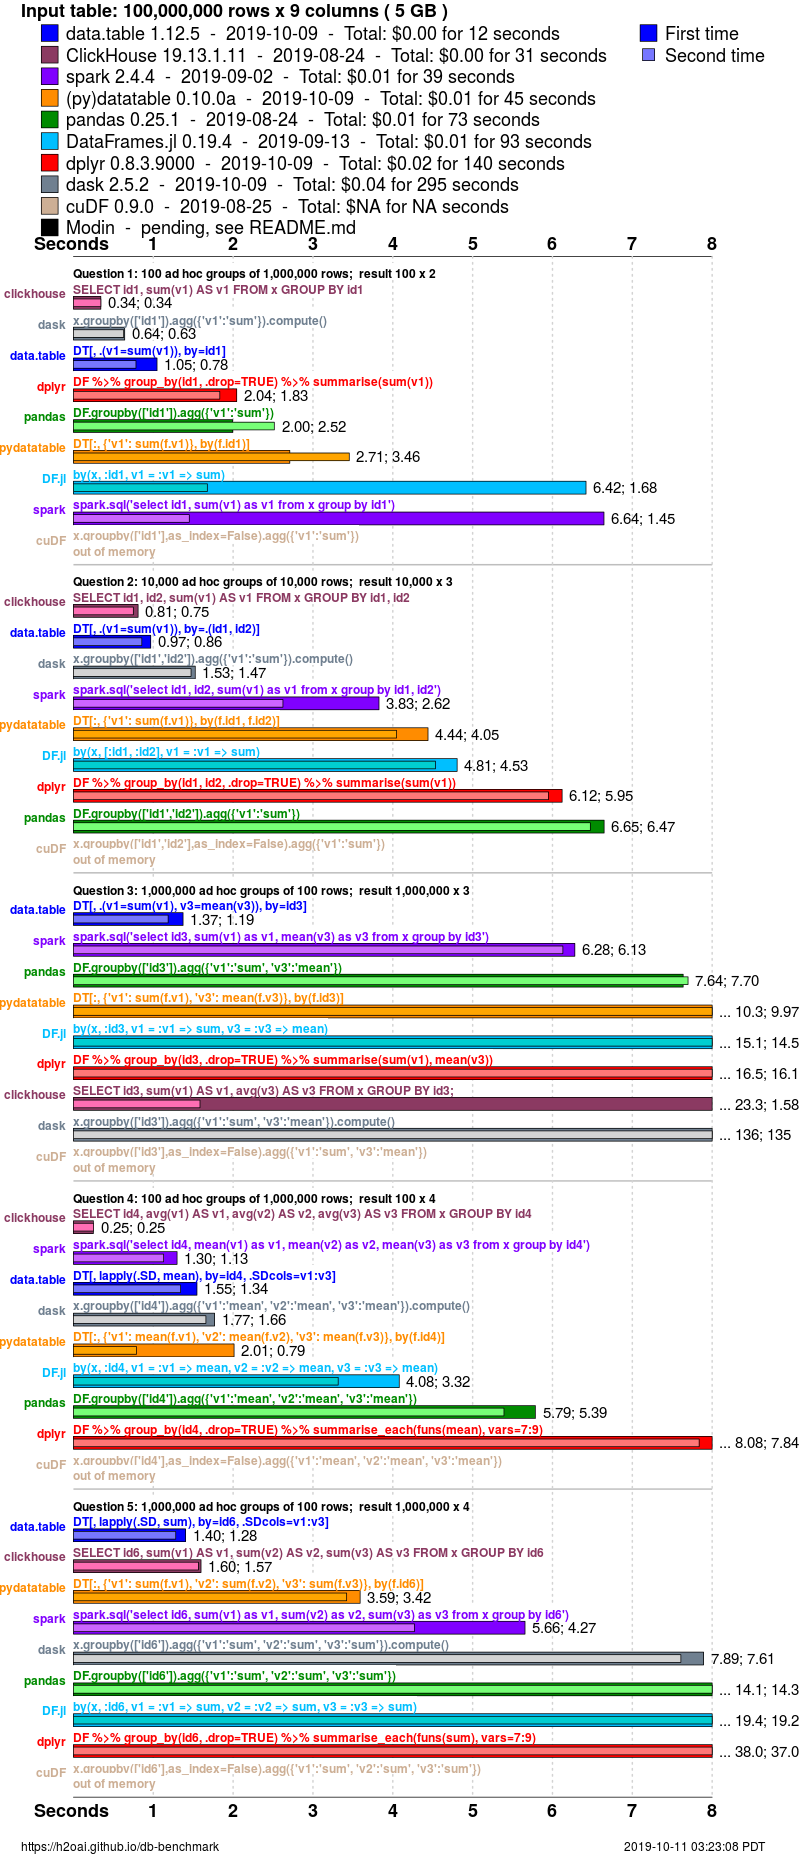 Input table: 100,000,000 rows x 9 columns ( 5 GB )
data.table 1.12.5 - 2019-10-09 - Total: $0.00 for 12 seconds
First time
ClickHouse 19.13.1.11 - 2019-08-24 - Total: $0.00 for 31 seconds
Second time
spark 2.4.4 - 2019-09-02 - Total: $0.01 for 39 seconds
(py)datatable 0.10.0a - 2019-10-09 - Total: $0.01 for 45 seconds
pandas 0.25.1 - 2019-08-24 - Total: $0.01 for 73 seconds
DataFrames.jl 0.19.4 - 2019-09-13 - Total: $0.01 for 93 seconds
dplyr 0.8.3.9000 - 2019-10-09 - Total: $0.02 for 140 seconds
dask 2.5.2 - 2019-10-09 - Total: $0.04 for 295 seconds
cuDF 0.9.0 - 2019-08-25 - Total: $NA for NA seconds
Modin - pending, see README.md
Seconds 1 2 3 4 5 6 7 8
Question 1: 100 ad hoc groups of 1,000,000 rows; result 100 x 2
clickhouse SELECT id1, sum(v1) AS v1 FROM x GROUP BY id1
0.34; 0.34
dask x.groupby(['id1']).agg({'v1':'sum'}).compute()
0.64; 0.63
data.table DT[, .(v1=sum(v1)), by=id1]
1.05; 0.78
dplyr DF %>% group_by(id1, .drop=TRUE) %>% summarise(sum(v1))
2.04; 1.83
pandas DF.groupby(['id1']).agg({'v1':'sum'})
2.00; 2.52
pydatatable DT[:, {'v1': sum(f.v1)}, by(f.id1)]
2.71; 3.46
DF.jl by(x, :id1, v1 = :v1 => sum)
6.42; 1.68
spark spark.sql('select id1, sum(v1) as v1 from x group by id1')
6.64; 1.45
cuDF x.groupby(['id1'],as_index=False).agg({'v1':'sum'})
out of memory
Question 2: 10,000 ad hoc groups of 10,000 rows; result 10,000 x 3
clickhouse SELECT id1, id2, sum(v1) AS v1 FROM x GROUP BY id1, id2
0.81; 0.75
data.table DT[, .(v1=sum(v1)), by=.(id1, id2)]
0.97; 0.86
dask x.groupby(['id1','id2']).agg({'v1':'sum'}).compute()
1.53; 1.47
spark spark.sql('select id1, id2, sum(v1) as v1 from x group by id1, id2')
3.83; 2.62
pydatatable DT[:, {'v1': sum(f.v1)}, by(f.id1, f.id2)]
4.44; 4.05
DF.jl by(x, [:id1, :id2], v1 = :v1 => sum)
4.81; 4.53
dplyr DF %>% group_by(id1, id2, .drop=TRUE) %>% summarise(sum(v1))
6.12; 5.95
pandas DF.groupby(['id1','id2']).agg({'v1':'sum'})
6.65; 6.47
cuDF x.groupby(['id1','id2'],as_index=False).agg({'v1':'sum'})
out of memory
Question 3: 1,000,000 ad hoc groups of 100 rows; result 1,000,000 x 3
data.table DT[, .(v1=sum(v1), v3=mean(v3)), by=id3]
1.37; 1.19
spark spark.sql('select id3, sum(v1) as v1, mean(v3) as v3 from x group by id3')
6.28; 6.13
pandas DF.groupby(['id3']).agg({'v1':'sum', 'v3':'mean'})
7.64; 7.70
pydatatable DT[:, {'v1': sum(f.v1), 'v3': mean(f.v3)}, by(f.id3)]
... 10.3; 9.97
DF.jl by(x, :id3, v1 = :v1 => sum, v3 = :v3 => mean)
... 15.1; 14.5
dplyr DF %>% group_by(id3, .drop=TRUE) %>% summarise(sum(v1), mean(v3))
... 16.5; 16.1
clickhouse SELECT id3, sum(v1) AS v1, avg(v3) AS v3 FROM x GROUP BY id3;
... 23.3; 1.58
dask x.groupby(['id3']).agg({'v1':'sum', 'v3':'mean'}).compute()
... 136; 135
cuDF x.groupby(['id3'],as_index=False).agg({'v1':'sum', 'v3':'mean'})
out of memory
Question 4: 100 ad hoc groups of 1,000,000 rows; result 100 x 4
clickhouse SELECT id4, avg(v1) AS v1, avg(v2) AS v2, avg(v3) AS v3 FROM x GROUP BY id4
0.25; 0.25
spark spark.sql('select id4, mean(v1) as v1, mean(v2) as v2, mean(v3) as v3 from x group by id4')
1.30; 1.13
data.table DT[, lapply(.SD, mean), by=id4, .SDcols=v1:v3]
1.55; 1.34
dask x.groupby(['id4']).agg({'v1':'mean', 'v2':'mean', 'v3':'mean'}).compute()
1.77; 1.66
pydatatable DT[:, {'v1': mean(f.v1), 'v2': mean(f.v2), 'v3': mean(f.v3)}, by(f.id4)]
2.01; 0.79
DF.jl by(x, :id4, v1 = :v1 => mean, v2 = :v2 => mean, v3 = :v3 => mean)
4.08; 3.32
pandas DF.groupby(['id4']).agg({'v1':'mean', 'v2':'mean', 'v3':'mean'})
5.79; 5.39
dplyr DF %>% group_by(id4, .drop=TRUE) %>% summarise_each(funs(mean), vars=7:9)
... 8.08; 7.84
cuDF x.groupby(['id4'],as_index=False).agg({'v1':'mean', 'v2':'mean', 'v3':'mean'})
out of memory
Question 5: 1,000,000 ad hoc groups of 100 rows; result 1,000,000 x 4
data.table DT[, lapply(.SD, sum), by=id6, .SDcols=v1:v3]
1.40; 1.28
clickhouse SELECT id6, sum(v1) AS v1, sum(v2) AS v2, sum(v3) AS v3 FROM x GROUP BY id6
1.60; 1.57
pydatatable DT[:, {'v1': sum(f.v1), 'v2': sum(f.v2), 'v3': sum(f.v3)}, by(f.id6)]
3.59; 3.42
spark spark.sql('select id6, sum(v1) as v1, sum(v2) as v2, sum(v3) as v3 from x group by id6')
5.66; 4.27
dask x.groupby(['id6']).agg({'v1':'sum', 'v2':'sum', 'v3':'sum'}).compute()
7.89; 7.61
pandas DF.groupby(['id6']).agg({'v1':'sum', 'v2':'sum', 'v3':'sum'})
... 14.1; 14.3
DF.jl by(x, :id6, v1 = :v1 => sum, v2 = :v2 => sum, v3 = :v3 => sum)
... 19.4; 19.2
dplyr DF %>% group_by(id6, .drop=TRUE) %>% summarise_each(funs(sum), vars=7:9)
... 38.0; 37.0
cuDF x.groupby(['id6'],as_index=False).agg({'v1':'sum', 'v2':'sum', 'v3':'sum'})
out of memory
Seconds 1 2 3 4 5 6 7 8
https://h2oai.github.io/db-benchmark
2019-10-11 03:23:08 PDT